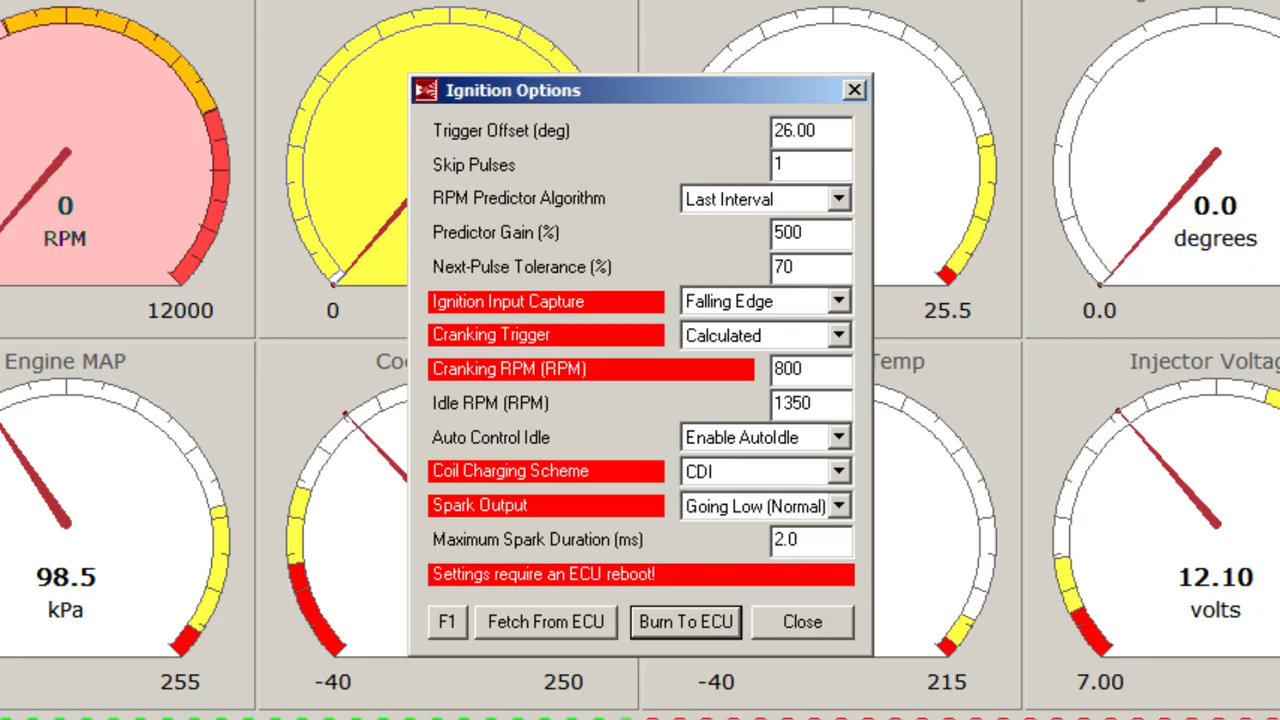 Ignition Options
Trigger Offset (deg) 26.00
Skip Pulses 1
RPM Predictor Algorithm Last Interval
Predictor Gain (%) 500
Next-Pulse Tolerance (%) 70
Ignition Input Capture Falling Edge
Cranking Trigger Calculated
Cranking RPM (RPM) 800
Idle RPM (RPM) 1350
Auto Control Idle Enable AutoIdle
Coil Charging Scheme CDI
Spark Output Going Low (Normal)
Maximum Spark Duration (ms) 2.0
Settings require an ECU reboot!
F1 Fetch From ECU Burn To ECU Close
0
RPM
12000
0
25.5
0.0
degrees
0.0
Engine MAP
98.5
kPa
255
-40
250
Temp
-40
215
Injector
12.10
volts
7.00